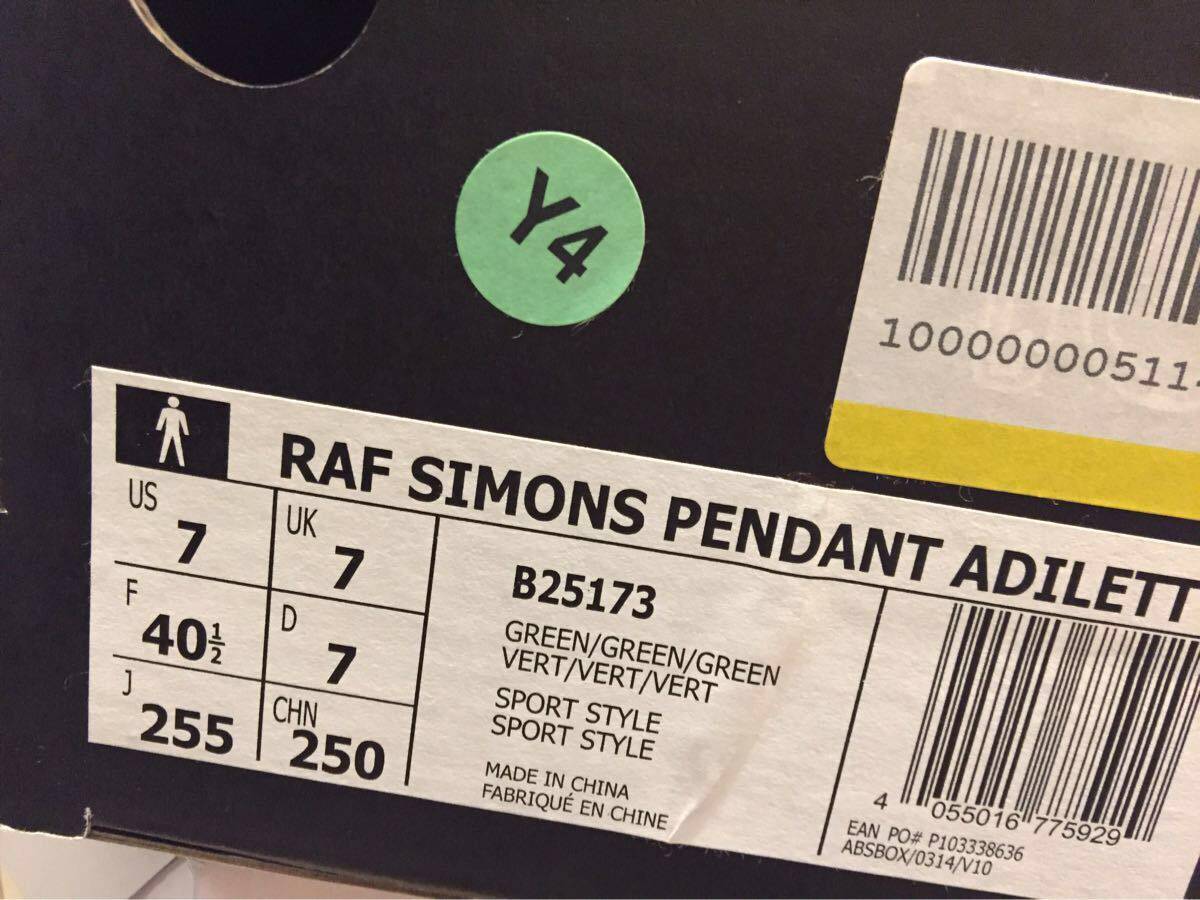 Y4
10000000511
RAF SIMONS PENDANT ADILETT
US 7
UK 7
F 40½
D 7
J 255
CHN 250
B25173
GREEN/GREEN/GREEN
VERT/VERT/VERT
SPORT STYLE
SPORT STYLE
MADE IN CHINA
FABRIQUÉ EN CHINE
4 055016 775929
EAN PO# P103338636
ABSBOX/0314/V10